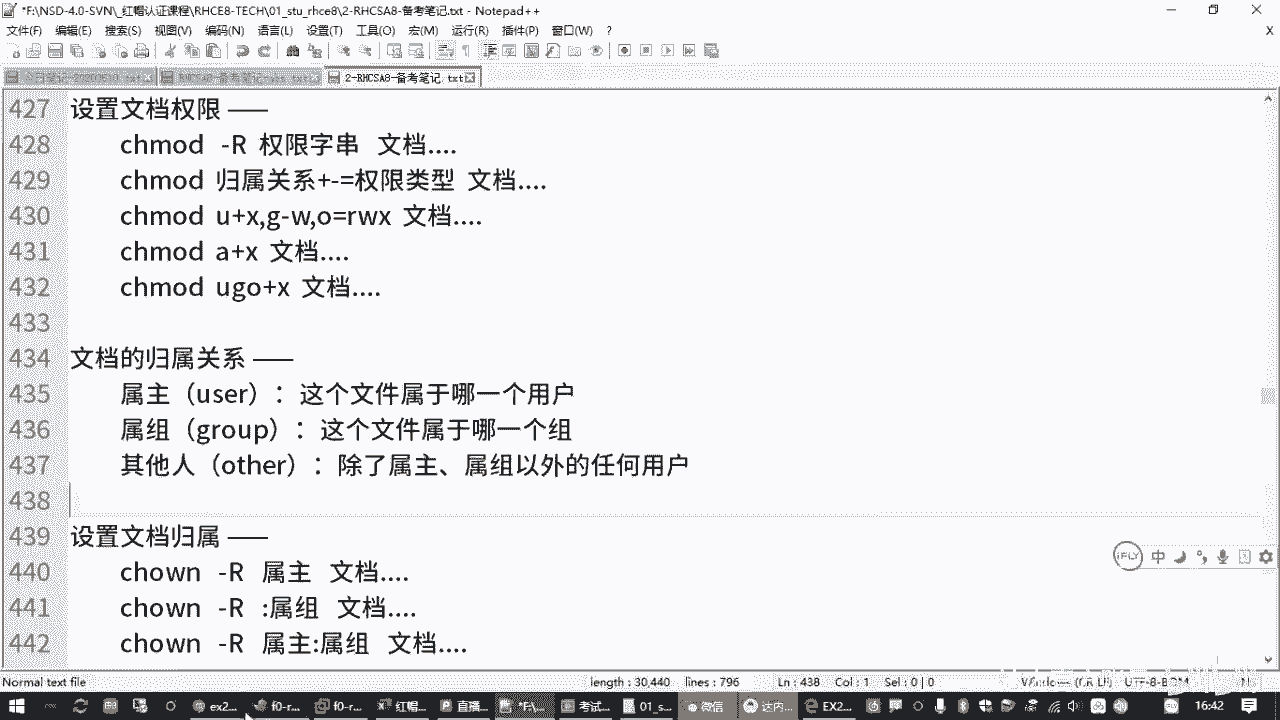 *F:\NSD-4.0-SVN\_红帽认证课程\RHCE8-TECH\01_stu_rhce8\2-RHCSA8-备考笔记.txt - Notepad++
文件(F) 编辑(E) 搜索(S) 视图(V) 编码(N) 语言(L) 设置(T) 工具(O) 宏(M) 运行(R) 插件(P) 窗口(W) ? X
2-RHCSA8-备考笔记.txt
427 设置文档权限 ——
428 chmod -R 权限字串 文档....
429 chmod 归属关系+-=权限类型 文档....
430 chmod u+x,g-w,o=rwx 文档....
431 chmod a+x 文档....
432 chmod ugo+x 文档....
433
434 文档的归属关系 ——
435 属主（user）：这个文件属于哪一个用户
436 属组（group）：这个文件属于哪一个组
437 其他人（other）：除了属主、属组以外的任何用户
438
439 设置文档归属 ——
440 chown -R 属主 文档....
441 chown -R :属组 文档....
442 chown -R 属主:属组 文档....
iFLY 中
Normal text file length : 30,440 lines : 796 Ln : 438 Col : 1 Sel : 0 | 0
ex2... f0-r... f0-r... 红帽... 直播... *F:\... 考试... 01_s... 微信 达内... EX2... 16:42